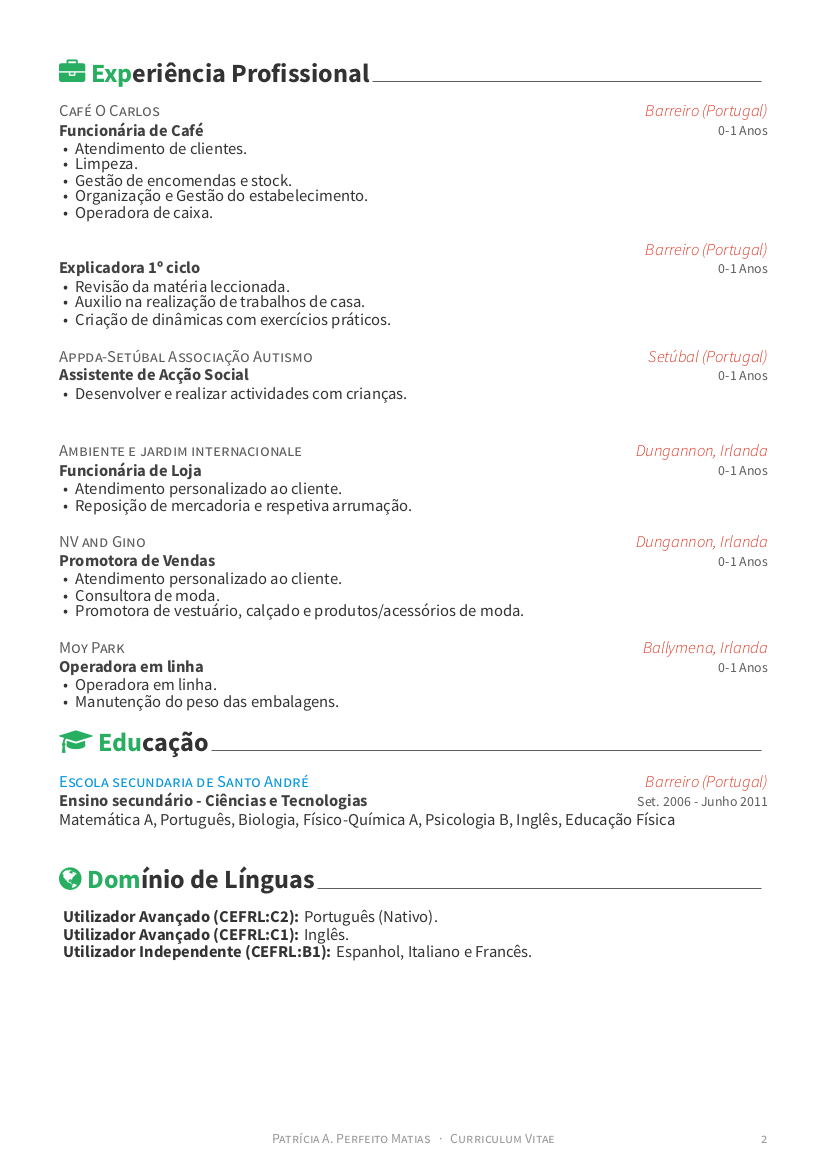 Experiência Profissional
Café O Carlos Barreiro (Portugal)
Funcionária de Café 0-1 Anos
• Atendimento de clientes.
• Limpeza.
• Gestão de encomendas e stock.
• Organização e Gestão do estabelecimento.
• Operadora de caixa.
Barreiro (Portugal)
Explicadora 1º ciclo 0-1 Anos
• Revisão da matéria leccionada.
• Auxilio na realização de trabalhos de casa.
• Criação de dinâmicas com exercícios práticos.
Appda-Setúbal Associação Autismo Setúbal (Portugal)
Assistente de Acção Social 0-1 Anos
• Desenvolver e realizar actividades com crianças.
Ambiente e jardim internacionale Dungannon, Irlanda
Funcionária de Loja 0-1 Anos
• Atendimento personalizado ao cliente.
• Reposição de mercadoria e respetiva arrumação.
NV and Gino Dungannon, Irlanda
Promotora de Vendas 0-1 Anos
• Atendimento personalizado ao cliente.
• Consultora de moda.
• Promotora de vestuário, calçado e produtos/acessórios de moda.
Moy Park Ballymena, Irlanda
Operadora em linha 0-1 Anos
• Operadora em linha.
• Manutenção do peso das embalagens.
Educação
Escola secundaria de Santo André Barreiro (Portugal)
Ensino secundário - Ciências e Tecnologias Set. 2006 - Junho 2011
Matemática A, Português, Biologia, Físico-Química A, Psicologia B, Inglês, Educação Física
Domínio de Línguas
Utilizador Avançado (CEFRL:C2): Português (Nativo).
Utilizador Avançado (CEFRL:C1): Inglês.
Utilizador Independente (CEFRL:B1): Espanhol, Italiano e Francês.
Patrícia A. Perfeito Matias · Curriculum Vitae 2